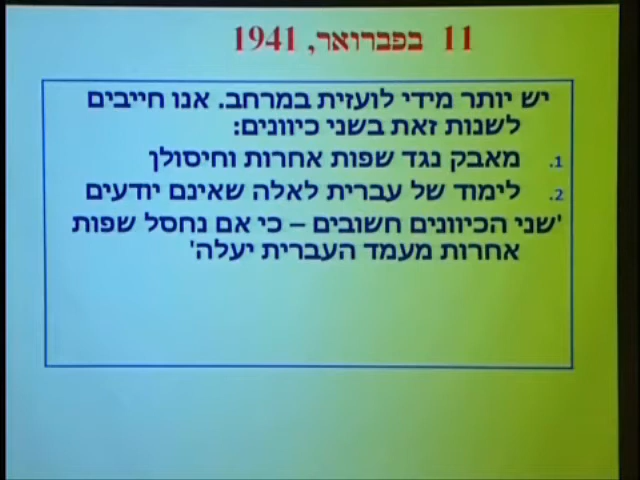 11 בפברואר, 1941
יש יותר מידי לועזית במרחב. אנו חייבים
לשנות זאת בשני כיוונים:
1. מאבק נגד שפות אחרות וחיסולן
2. לימוד של עברית לאלה שאינם יודעים
'שני הכיוונים חשובים – כי אם נחסל שפות
אחרות מעמד העברית יעלה'